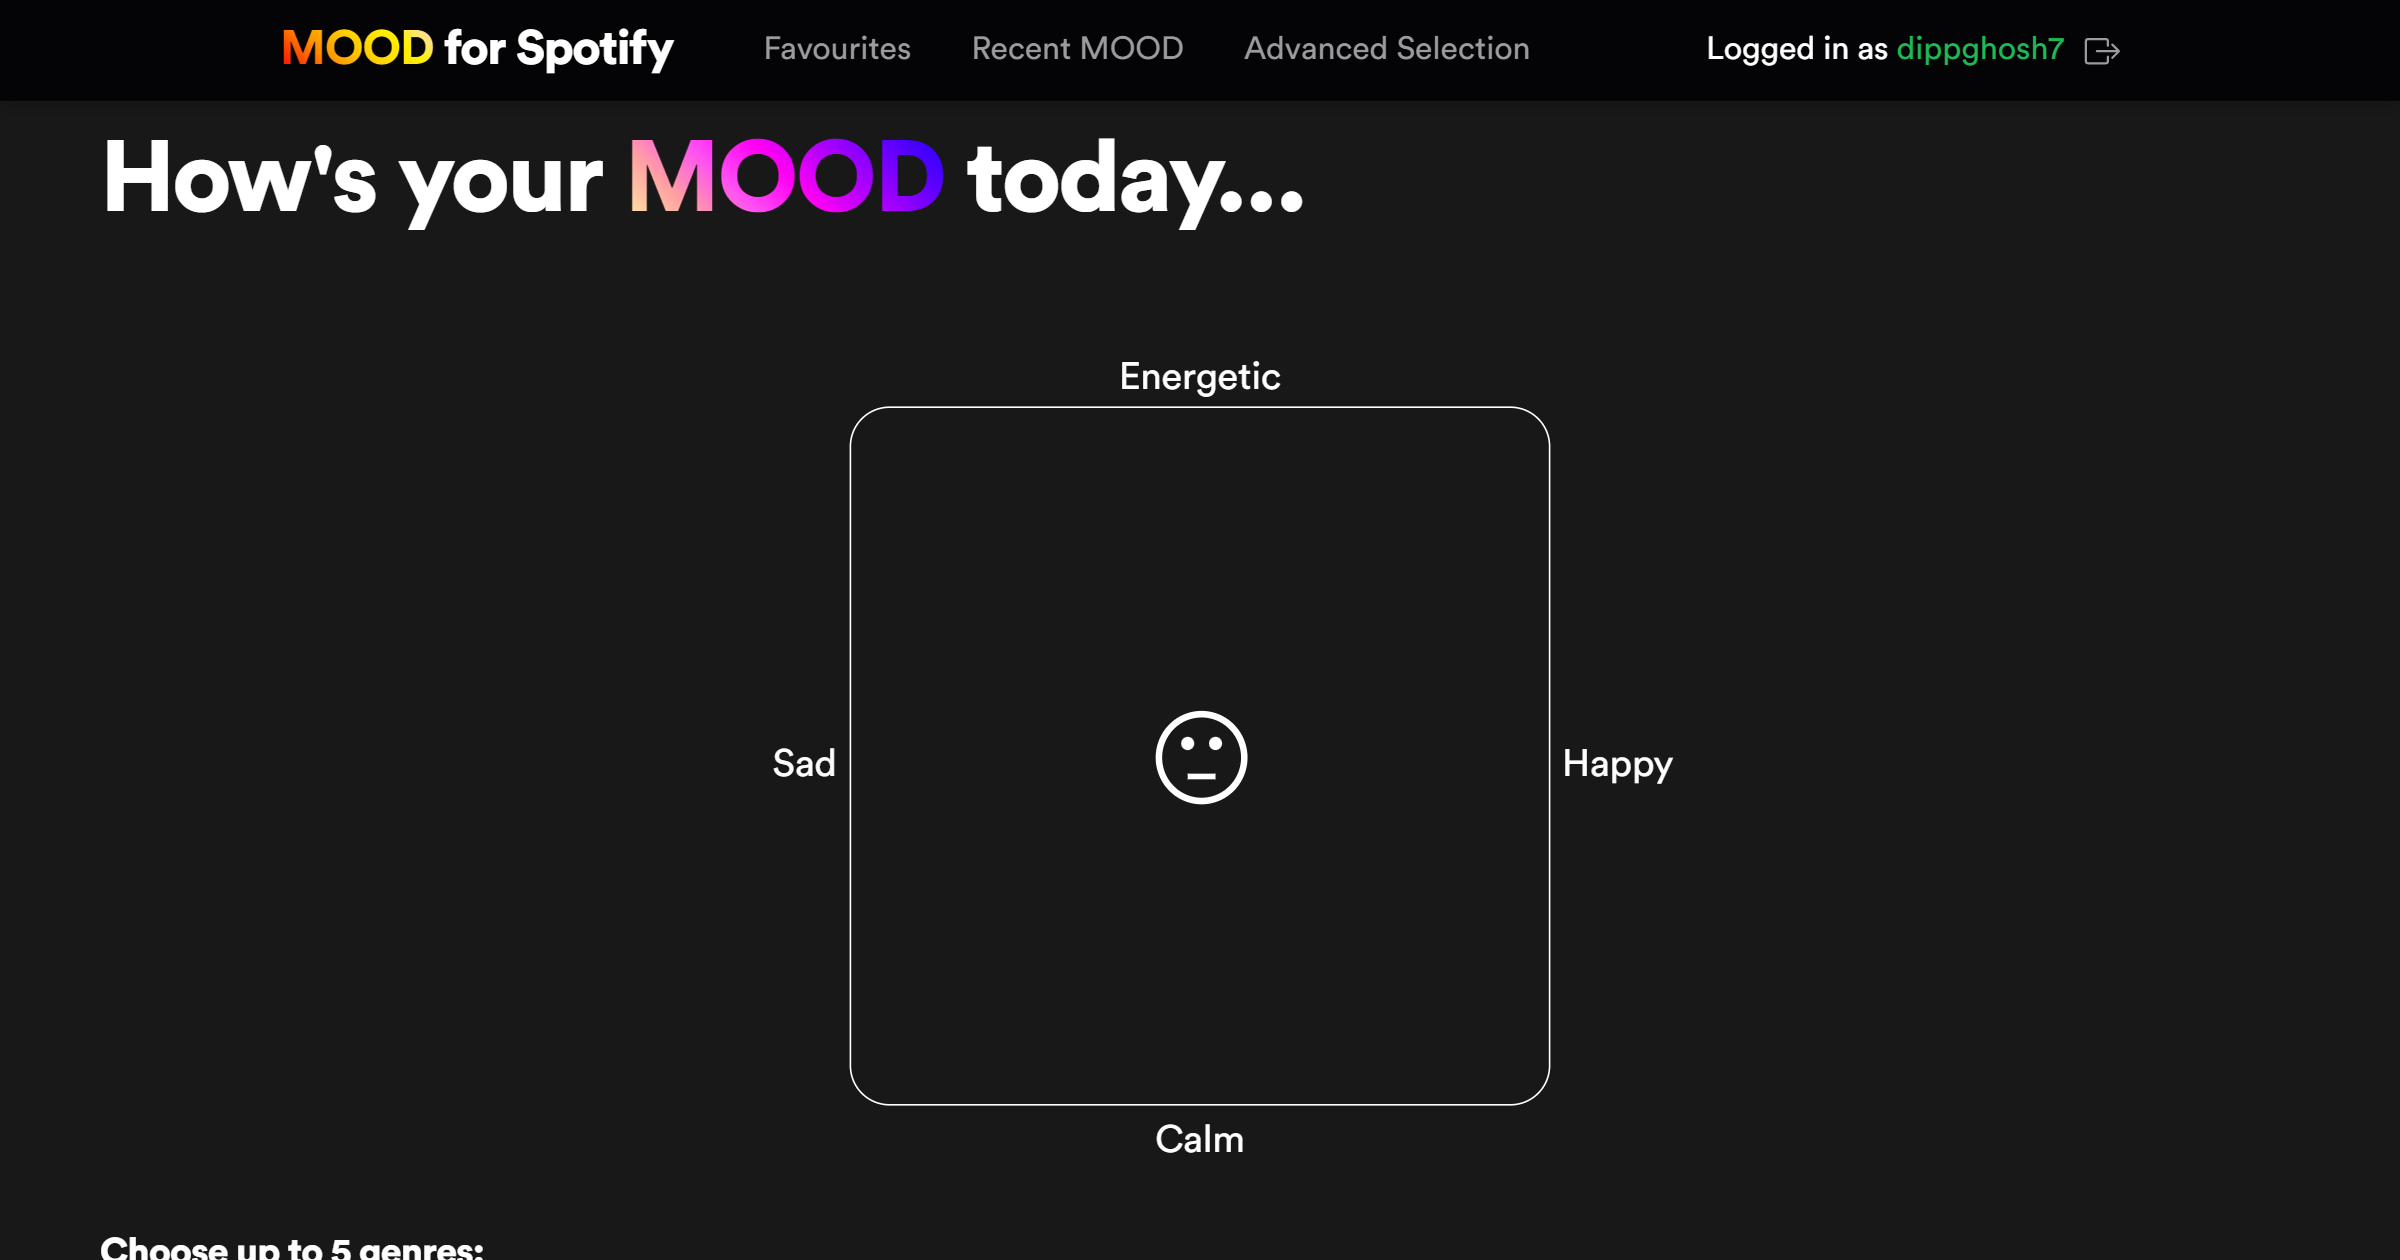 MOOD for Spotify Favourites Recent MOOD Advanced Selection Logged in as dippghosh7
How's your MOOD today...
Energetic
Sad
Happy
Calm
Choose up to 5 genres: